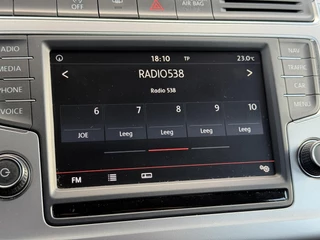 AIR BAG
18:10 TP 23.0°C
< RADIO538 >
Radio 538
6 7 8 9 10
JOE Leeg Leeg Leeg Leeg
FM
RADIO
MEDIA
PHONE
VOICE
NAV
TRAFFIC
CAR
MENU